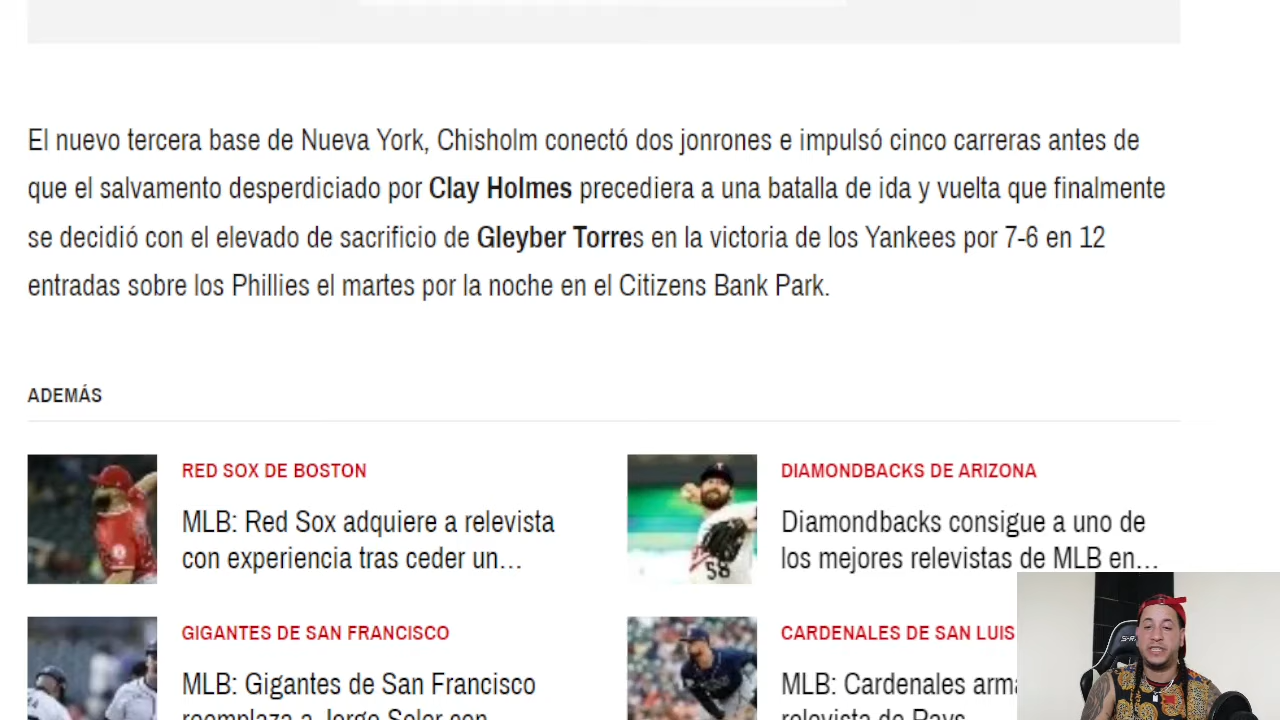 El nuevo tercera base de Nueva York, Chisholm conectó dos jonrones e impulsó cinco carreras antes de
que el salvamento desperdiciado por Clay Holmes precediera a una batalla de ida y vuelta que finalmente
se decidió con el elevado de sacrificio de Gleyber Torres en la victoria de los Yankees por 7-6 en 12
entradas sobre los Phillies el martes por la noche en el Citizens Bank Park.
ADEMÁS
RED SOX DE BOSTON
MLB: Red Sox adquiere a relevista
con experiencia tras ceder un...
DIAMONDBACKS DE ARIZONA
Diamondbacks consigue a uno de
los mejores relevistas de MLB en...
58
GIGANTES DE SAN FRANCISCO
MLB: Gigantes de San Francisco
reemplaza a Jorge Soler con
CARDENALES DE SAN LUIS
MLB: Cardenales arma
relevista de Rays